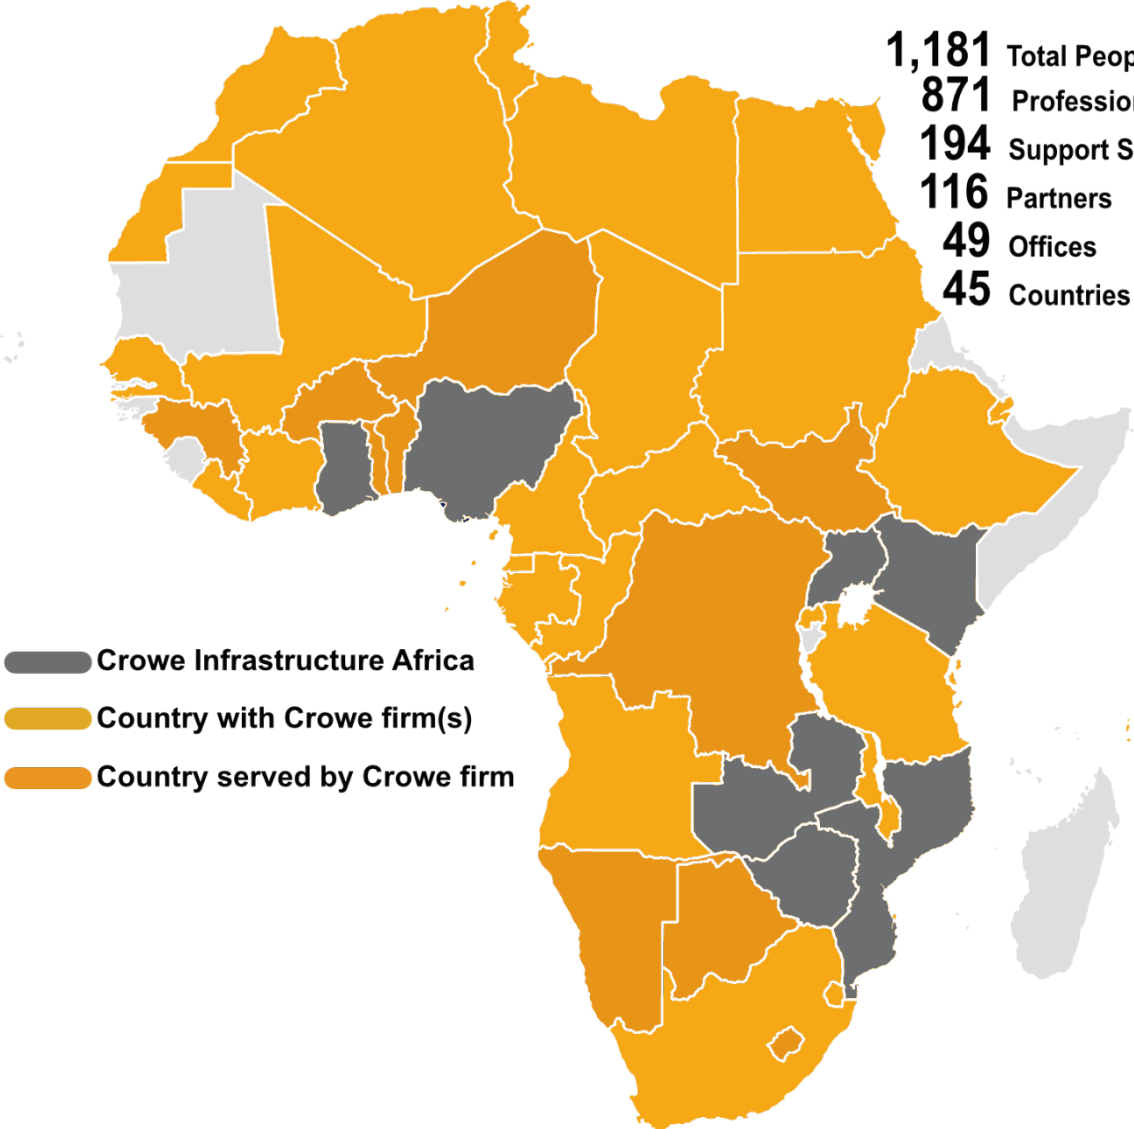 1,181 Total Peop
871 Profession
194 Support S
116 Partners
49 Offices
45 Countries
Crowe Infrastructure Africa
Country with Crowe firm(s)
Country served by Crowe firm